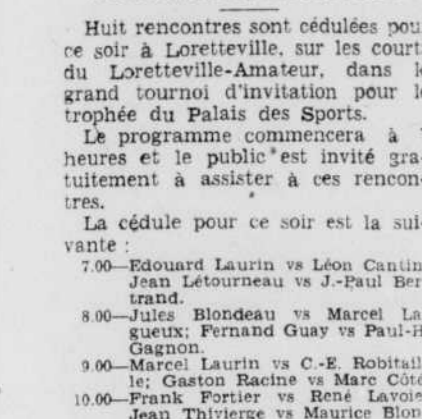 Huit rencontres sont cédulées pou
ce soir à Loretteville, sur les court
du Loretteville-Amateur, dans l
grand tournoi d'invitation pour l
trophée du Palais des Sports.
Le programme commencera à
heures et le public est invité gra-
tuitement à assister à ces rencon-
tres.
La cédule pour ce soir est la sui-
vante :
7.00—Edouard Laurin vs Léon Cantin
Jean Létourneau vs J.-Paul Ber
trand.
8.00—Jules Blondeau vs Marcel La
gueux; Fernand Guay vs Paul-H
Gagnon.
9.00—Marcel Laurin vs C.-E. Robitail
le; Gaston Racine vs Marc Côté
10.00—Frank Fortier vs René Lavoie
Jean Thivierge vs Maurice Blon